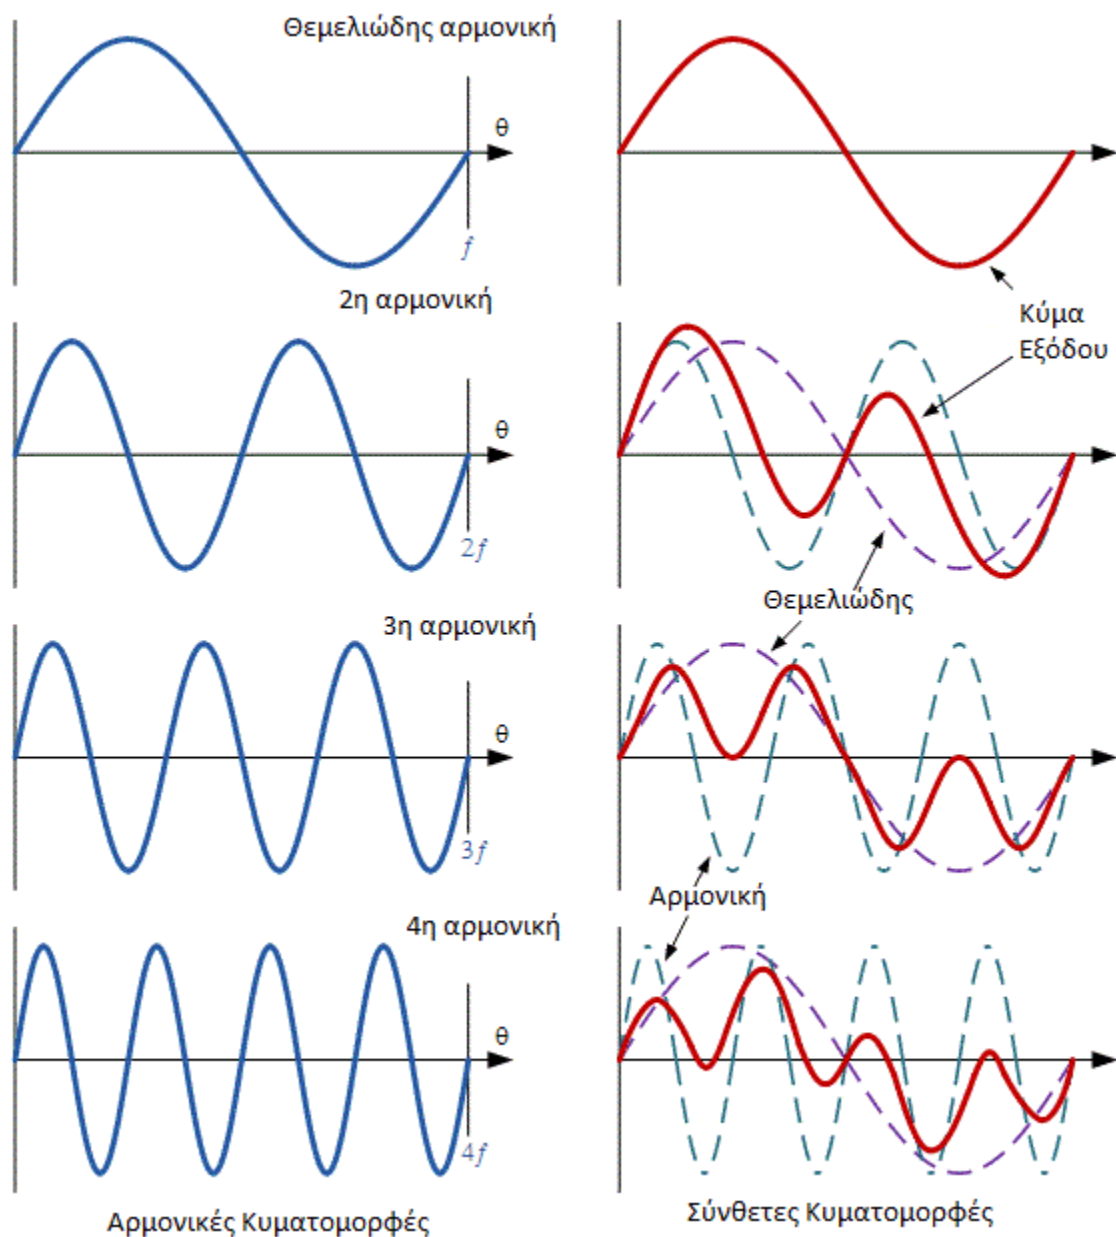 Θεμελιώδης αρμονική
θ
f
Κύμα
Εξόδου
2η αρμονική
θ
2f
Θεμελιώδης
3η αρμονική
θ
3f
Αρμονική
4η αρμονική
θ
4f
Αρμονικές Κυματομορφές
Σύνθετες Κυματομορφές